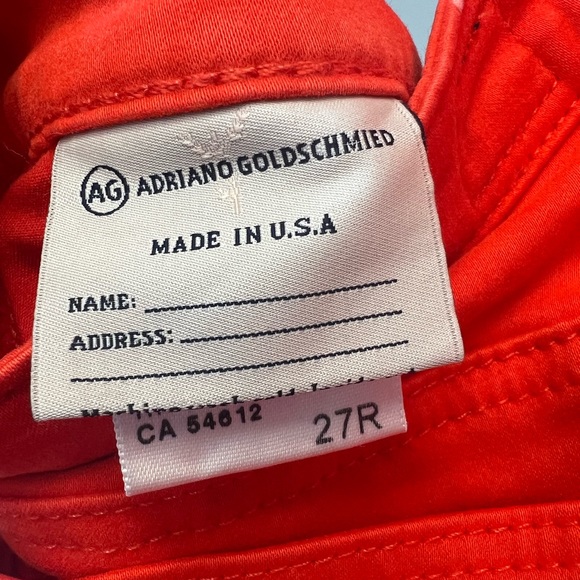 AG ADRIANO GOLDSCHMIED
MADE IN U.S.A
NAME:
ADDRESS:
CA 54612 27R